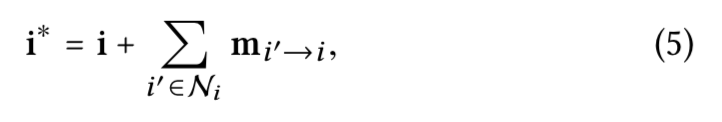 𝐢* = 𝐢 + ∑_{i′∈𝒩_i} 𝐦_{i′→i}, (5)